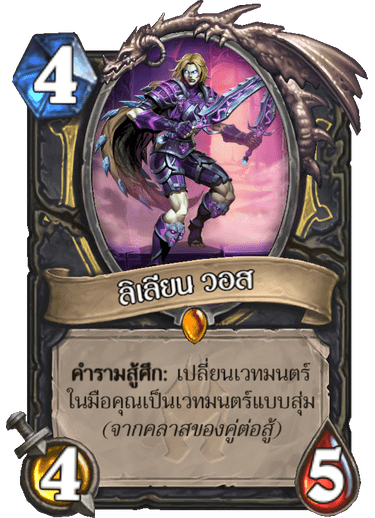 4
ลิเลียน วอส
คำรามสู้ศึก: เปลี่ยนเวทมนตร์
ในมือคุณเป็นเวทมนตร์แบบสุ่ม
(จากคลาสของคู่ต่อสู้)
4
5